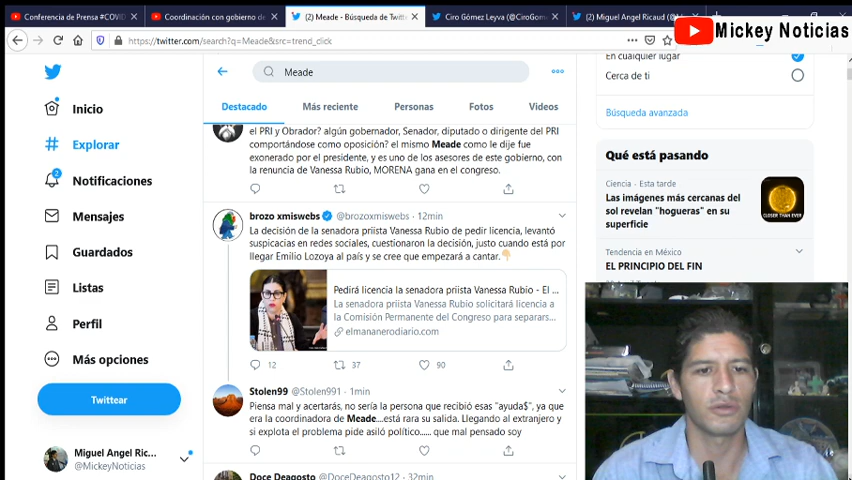 Conferencia de Prensa #COVID
Coordinación con gobierno de
(2) Meade - Búsqueda de Twitte
Ciro Gómez Leyva (@CiroGome
(2) Miguel Angel Ricaud (@M
Mickey Noticias
https://twitter.com/search?q=Meade&src=trend_click
Meade
Destacado
Más reciente
Personas
Fotos
Videos
Inicio
Explorar
2
Notificaciones
Mensajes
Guardados
Listas
Perfil
Más opciones
Twittear
Miguel Angel Ric...
@MickeyNoticias
el PRI y Obrador? algún gobernador, Senador, diputado o dirigente del PRI
comportándose como oposición? el mismo Meade como le dije fue
exonerado por el presidente, y es uno de los asesores de este gobierno, con
la renuncia de Vanessa Rubio, MORENA gana en el congreso.
brozo xmiswebs @brozoxmiswebs · 12min
La decisión de la senadora priista Vanessa Rubio de pedir licencia, levantó
suspicacias en redes sociales, cuestionaron la decisión, justo cuando está por
llegar Emilio Lozoya al país y se cree que empezará a cantar.👇🏻
Pedirá licencia la senadora priista Vanessa Rubio - El ...
La senadora priista Vanessa Rubio solicitará licencia a
la Comisión Permanente del Congreso para separars...
elmananerodiario.com
12
37
90
Stolen99 @Stolen991 · 1min
Piensa mal y acertarás, no sería la persona que recibió esas "ayuda$", ya que
era la coordinadora de Meade...está rara su salida. Llegando al extranjero y
si explota el problema pide asiló político...... que mal pensado soy
Doce Deagosto @DoceDeagosto12 · 32min
En cualquier lugar
Cerca de ti
Búsqueda avanzada
Qué está pasando
Ciencia · Esta tarde
Las imágenes más cercanas del
sol revelan "hogueras" en su
superficie
CLOSER THAN EVER
Tendencia en México
EL PRINCIPIO DEL FIN